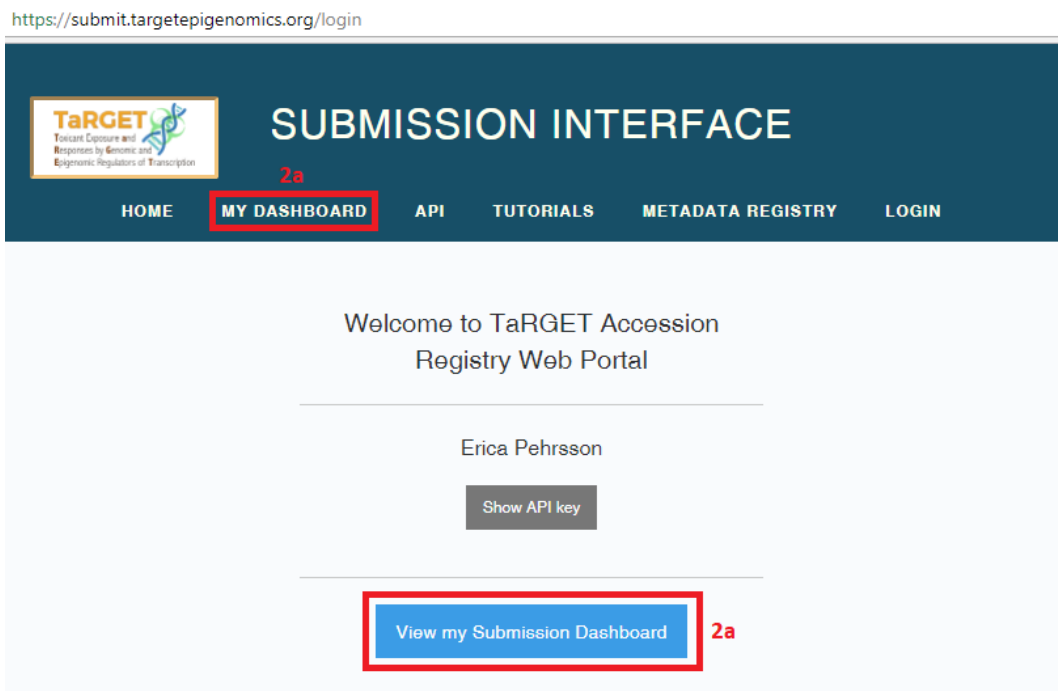 https://submit.targetepigenomics.org/login
TaRGET
Toxicant Exposure and
Responses by Genomic and
Epigenomic Regulators of Transcription
SUBMISSION INTERFACE
2a
HOME MY DASHBOARD API TUTORIALS METADATA REGISTRY LOGIN
Welcome to TaRGET Accession
Registry Web Portal
Erica Pehrsson
Show API key
View my Submission Dashboard 2a